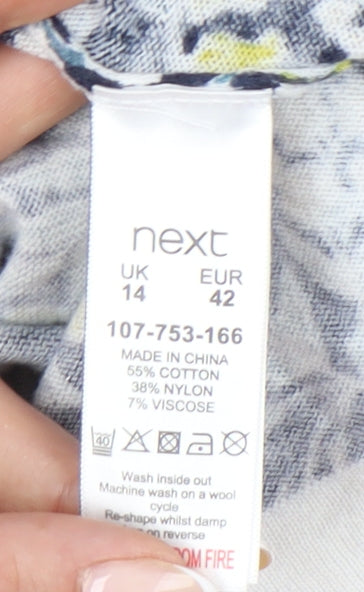 next
UK EUR
14 42
107-753-166
MADE IN CHINA
55% COTTON
38% NYLON
7% VISCOSE
40
Wash inside out
Machine wash on a wool
cycle
Re-shape whilst damp
on reverse
FIRE